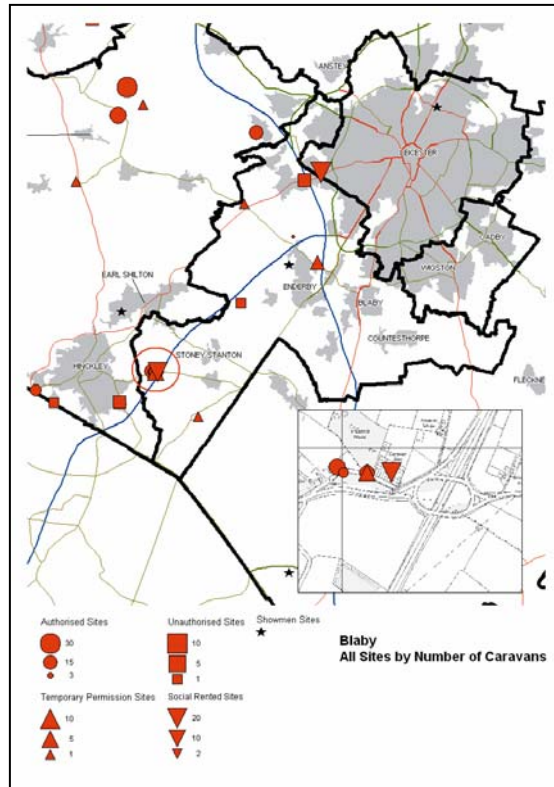 ANSTEY
LEICESTER
OADBY
WIGSTON
EARL SHILTON
ENDERBY
BLABY
COUNTESTHORPE
STONEY STANTON
HINCKLEY
FLECKNE
Authorised Sites
30
15
3
Unauthorised Sites
10
5
1
Showmen Sites
Temporary Permission Sites
10
5
1
Social Rented Sites
20
10
2
Blaby
All Sites by Number of Caravans